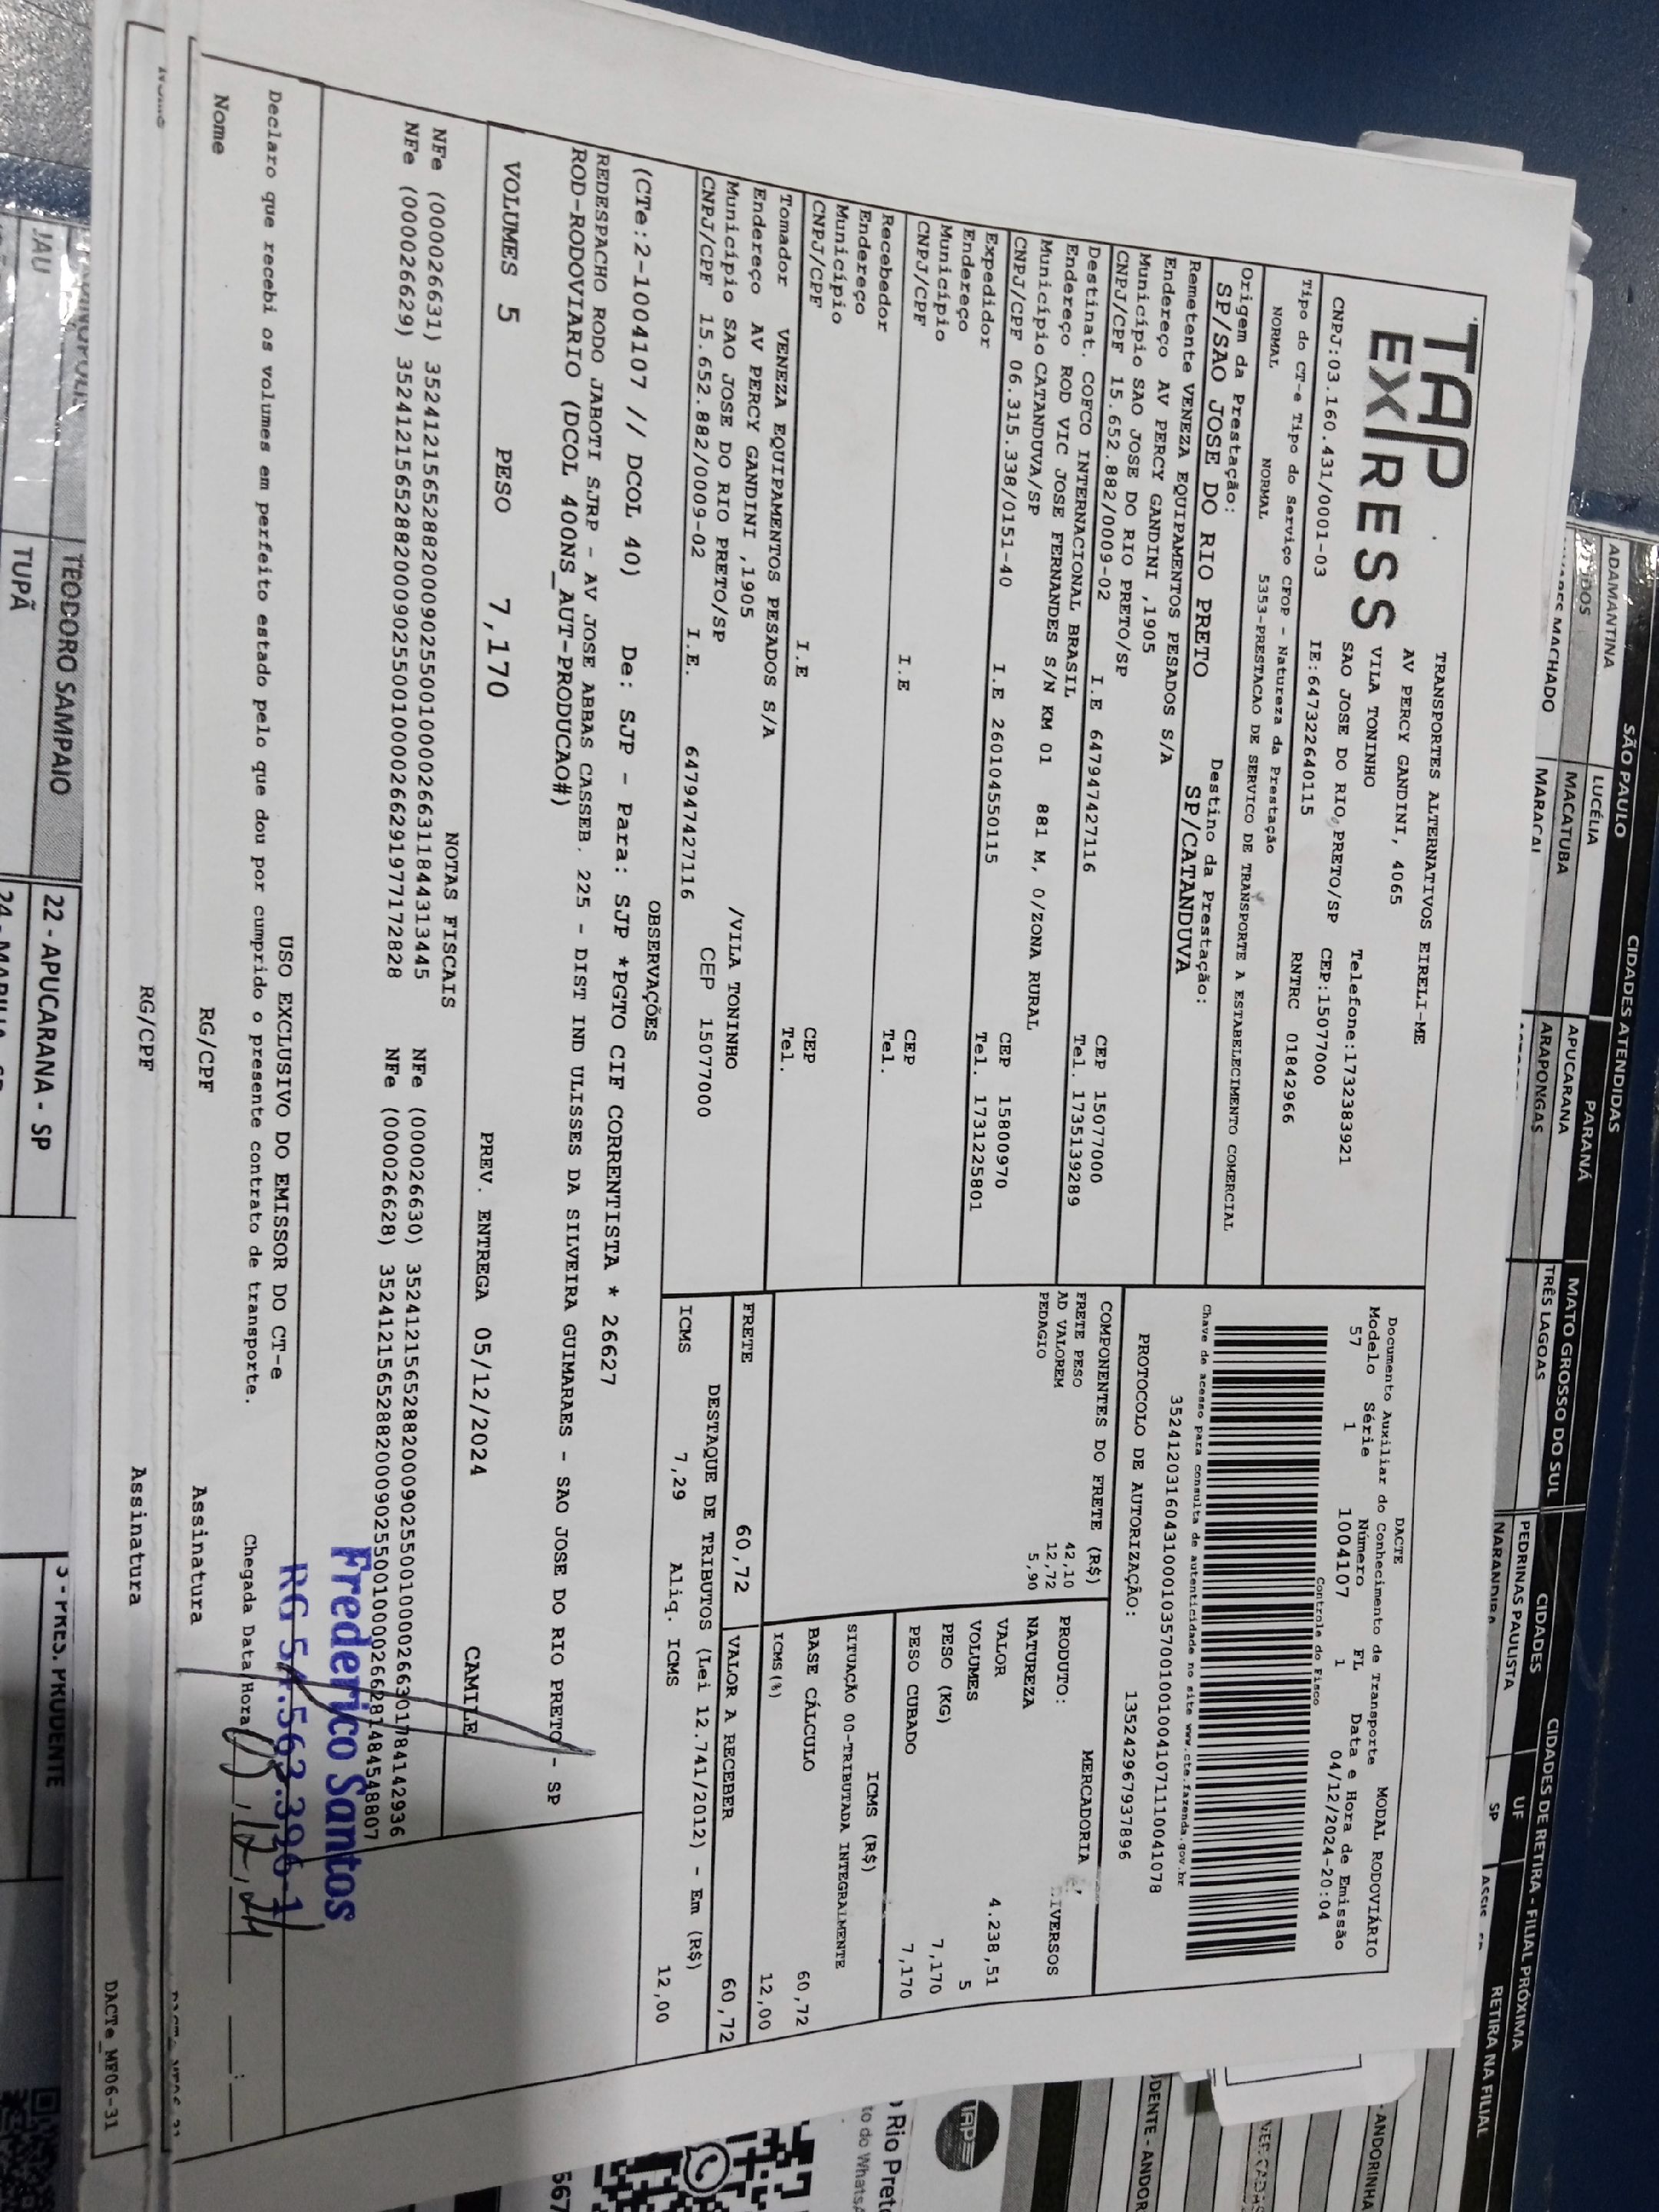 TAP
EXPRESS
TRANSPORTES ALTERNATIVOS EIRELI-ME
AV PERCY GANDINI, 4065
VILA TONINHO Telefone:1732383921
SAO JOSE DO RIO PRETO/SP CEP:15077000
CNPJ:03.160.431/0001-03 IE:647322640115 RNTRC 01842966
Tipo do CT-e Tipo do Serviço CFOP - Natureza da Prestação
NORMAL NORMAL 5353-PRESTACAO DE SERVICO DE TRANSPORTE A ESTABELECIMENTO COMERCIAL
Origem da Prestação: Destino da Prestação:
SP/SAO JOSE DO RIO PRETO SP/CATANDUVA
Remetente VENEZA EQUIPAMENTOS PESADOS S/A
Endereço AV PERCY GANDINI ,1905
Município SAO JOSE DO RIO PRETO/SP CEP 15077000
CNPJ/CPF 15.652.882/0009-02 I.E 647947427116 Tel. 1735139289
Destinat. COFCO INTERNACIONAL BRASIL
Endereço ROD VIC JOSE FERNANDES S/N KM 01 881 M, 0/ZONA RURAL
Município CATANDUVA/SP CEP 15800970
CNPJ/CPF 06.315.338/0151-40 I.E 260104550115 Tel. 1731225801
Expedidor
Endereço
Município CEP
CNPJ/CPF I.E Tel.
Recebedor
Endereço
Município CEP
CNPJ/CPF I.E Tel.
Tomador VENEZA EQUIPAMENTOS PESADOS S/A
Endereço AV PERCY GANDINI ,1905 /VILA TONINHO
Município SAO JOSE DO RIO PRETO/SP CEP 15077000
CNPJ/CPF 15.652.882/0009-02 I.E. 647947427116
DACTE
Documento Auxiliar do Conhecimento de Transporte MODAL RODOVIÁRIO
Modelo Série Número FL Data e Hora de Emissão
57 1 1004107 1 04/12/2024-20:04
Controle do Fisco
Chave de acesso para consulta de autenticidade no site www.cte.fazenda.gov.br
35241203160431000103570010010041071110041078
PROTOCOLO DE AUTORIZAÇÃO: 135242967937896
COMPONENTES DO FRETE (R$)
FRETE PESO 42,10
AD VALOREM 12,72
PEDAGIO 5,90
MERCADORIA
PRODUTO:
NATUREZA IVERSOS
VALOR 4.238,51
VOLUMES 5
PESO (KG) 7,170
PESO CUBADO 7,170
ICMS (R$)
SITUAÇÃO 00-TRIBUTADA INTEGRALMENTE
BASE CÁLCULO 60,72
ICMS(%) 12,00
FRETE 60,72 VALOR A RECEBER 60,72
DESTAQUE DE TRIBUTOS (Lei 12.741/2012) - Em (R$)
ICMS 7,29 Aliq. ICMS 12,00
OBSERVAÇÕES
(CTe:2-1004107 // DCOL 40) De: SJP - Para: SJP *PGTO CIF CORRENTISTA * 26627
REDESPACHO RODO JABOTI SJRP - AV JOSE ABBAS CASSEB. 225 - DIST IND ULISSES DA SILVEIRA GUIMARAES - SAO JOSE DO RIO PRETO - SP
ROD-RODOVIARIO (DCOL 400NS_AUT-PRODUCAO#)
VOLUMES 5 PESO 7,170 PREV. ENTREGA 05/12/2024 CAMILE
NOTAS FISCAIS
NFe (000026631) 35241215652882000902550010000266311844313445 NFe (000026630) 35241215652882000902550010000266301784142936
NFe (000026629) 35241215652882000902550010000266291977172828 NFe (000026628) 35241215652882000902550010000266281484548807
Frederico Santos
RG 54.563.396-1
USO EXCLUSIVO DO EMISSOR DO CT-e
Declaro que recebi os volumes em perfeito estado pelo que dou por cumprido o presente contrato de transporte. Chegada Data/Hora 05,12,24
Nome RG/CPF Assinatura
RG/CPF Assinatura
DACTe_MF06-31
SÃO PAULO
CIDADES ATENDIDAS
PARANÁ
MATO GROSSO DO SUL
CIDADES
CIDADES DE RETIRA - FILIAL PRÓXIMA
UF
RETIRA NA FILIAL
ADAMANTINA
LUCÉLIA
MACATUBA
MARACAI
APUCARANA
ARAPONGAS
TRÊS LAGOAS
PEDRINAS PAULISTA
SP
JAU
TUPÃ
TEODORO SAMPAIO
22 - APUCARANA - SP